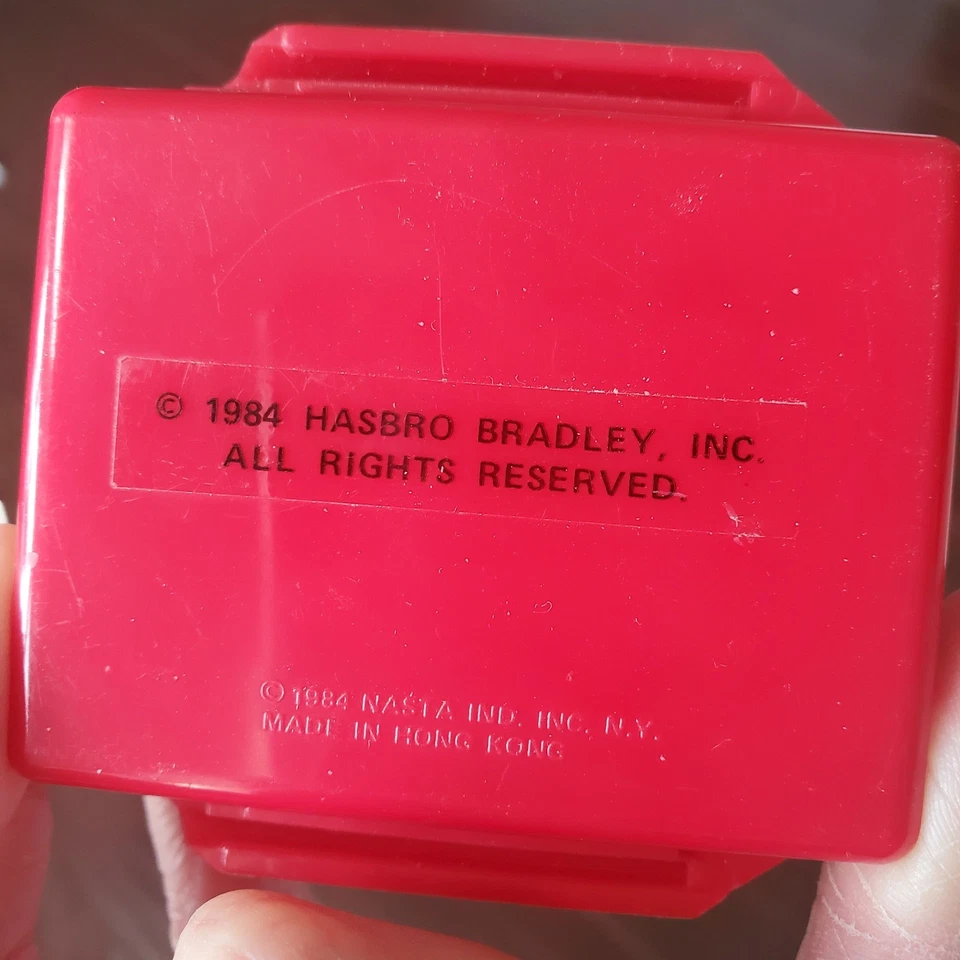 © 1984 HASBRO BRADLEY, INC.
ALL RIGHTS RESERVED.
© 1984 NASTA IND. INC. N.Y.
MADE IN HONG KONG